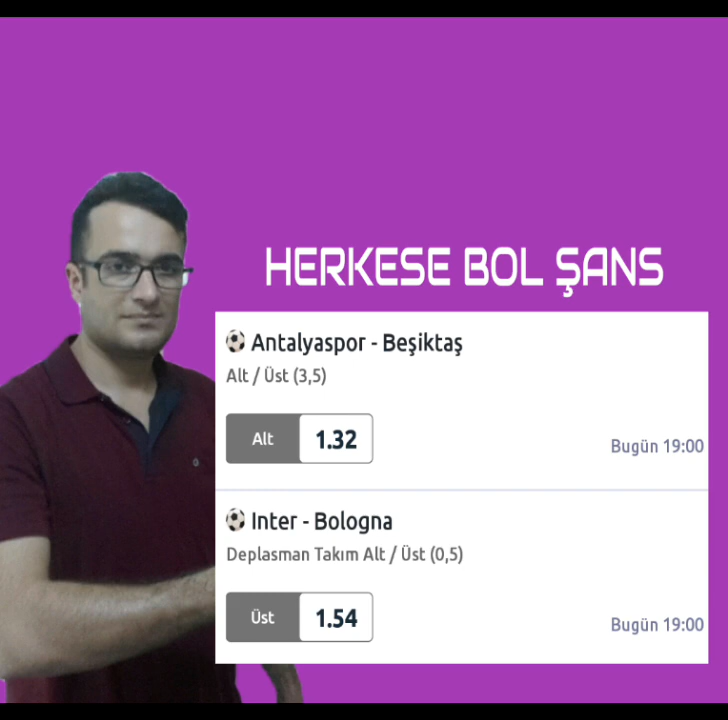 HERKESE BOL ŞANS
Antalyaspor - Beşiktaş
Alt / Üst (3,5)
Alt 1.32
Bugün 19:00
Inter - Bologna
Deplasman Takım Alt / Üst (0,5)
Üst 1.54
Bugün 19:00